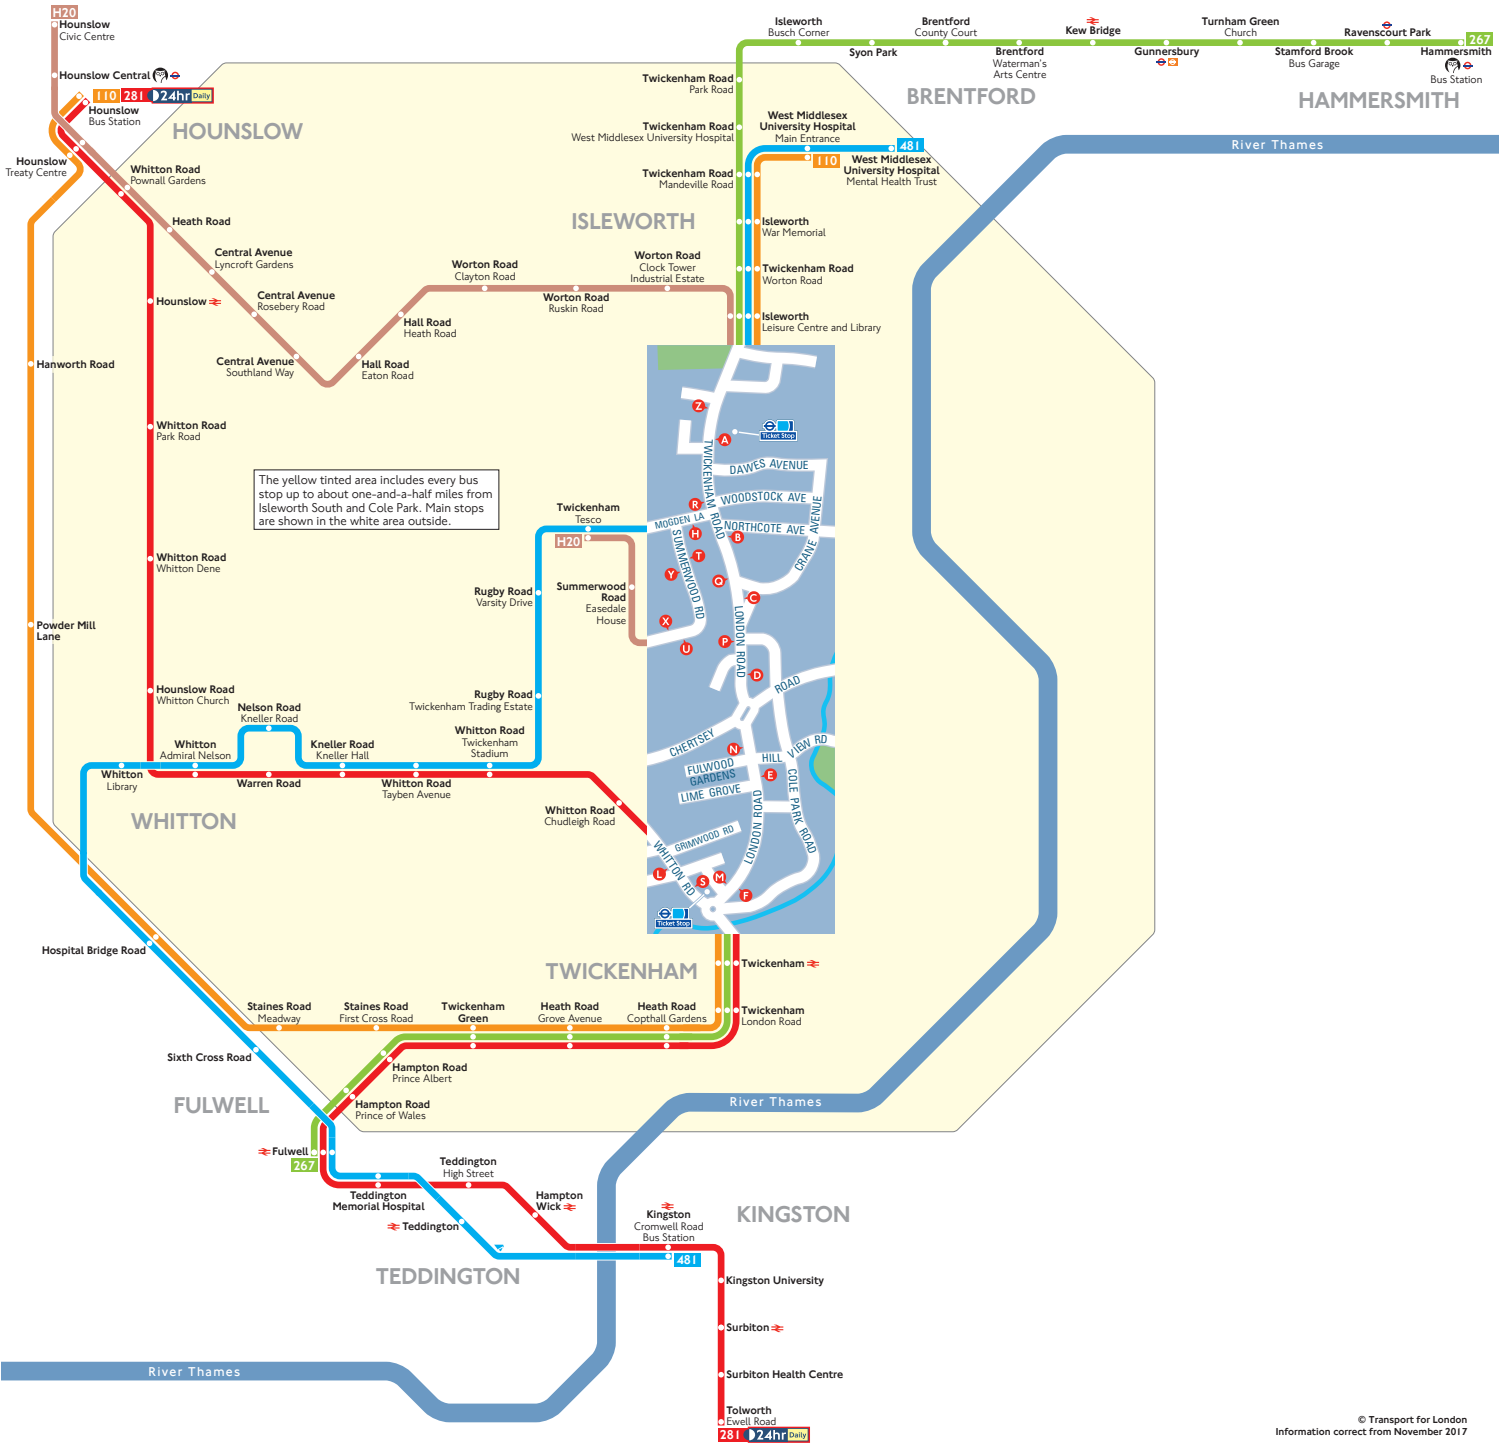 H20
Hounslow
Civic Centre
Hounslow Central
110 281 24hr Daily
Hounslow
Bus Station
HOUNSLOW
Hounslow
Treaty Centre
Whitton Road
Pownall Gardens
Heath Road
Central Avenue
Lyncroft Gardens
Central Avenue
Rosebery Road
Central Avenue
Southland Way
Hall Road
Eaton Road
Hall Road
Heath Road
Worton Road
Clayton Road
Worton Road
Ruskin Road
Worton Road
Clock Tower
Industrial Estate
Isleworth
Busch Corner
Syon Park
Brentford
County Court
Brentford
Waterman's
Arts Centre
Kew Bridge
Gunnersbury
Turnham Green
Church
Stamford Brook
Bus Garage
Ravenscourt Park
267
Hammersmith
Bus Station
BRENTFORD
HAMMERSMITH
River Thames
Twickenham Road
Park Road
Twickenham Road
West Middlesex University Hospital
Twickenham Road
Mandeville Road
West Middlesex
University Hospital
Main Entrance
481
110
West Middlesex
University Hospital
Mental Health Trust
ISLEWORTH
Isleworth
War Memorial
Twickenham Road
Worton Road
Isleworth
Leisure Centre and Library
Hounslow
Hanworth Road
Whitton Road
Park Road
The yellow tinted area includes every bus
stop up to about one-and-a-half miles from
Isleworth South and Cole Park. Main stops
are shown in the white area outside.
Whitton Road
Whitton Dene
Powder Mill
Lane
Hounslow Road
Whitton Church
Twickenham
Tesco
H20
Rugby Road
Varsity Drive
Summerwood
Road
Easedale
House
Rugby Road
Twickenham Trading Estate
Whitton Road
Twickenham
Stadium
Nelson Road
Kneller Road
Whitton
Admiral Nelson
Kneller Road
Kneller Hall
Whitton
Library
Warren Road
Whitton Road
Tayben Avenue
Whitton Road
Chudleigh Road
WHITTON
Z
A
Ticket Stop
TWICKENHAM ROAD
DAWES AVENUE
R
WOODSTOCK AVE
MOGDEN LA
NORTHCOTE AVE
CRANE AVENUE
H
B
T
Y
SUMMERWOOD RD
Q
C
X
LONDON ROAD
U
P
D
ROAD
CHERTSEY
N
HILL VIEW RD
FULWOOD
GARDENS
E
LIME GROVE
LONDON ROAD
COLE PARK ROAD
GRIMWOOD RD
WHITTON RD
L
S
M
F
Ticket Stop
Hospital Bridge Road
TWICKENHAM
Twickenham
Twickenham
London Road
Staines Road
Meadway
Staines Road
First Cross Road
Twickenham
Green
Heath Road
Grove Avenue
Heath Road
Copthall Gardens
Sixth Cross Road
Hampton Road
Prince Albert
Hampton Road
Prince of Wales
FULWELL
River Thames
Fulwell
267
Teddington
High Street
Teddington
Memorial Hospital
Teddington
Hampton
Wick
Kingston
Cromwell Road
Bus Station
481
KINGSTON
TEDDINGTON
Kingston University
Surbiton
Surbiton Health Centre
River Thames
Tolworth
Ewell Road
281 24hr Daily
© Transport for London
Information correct from November 2017